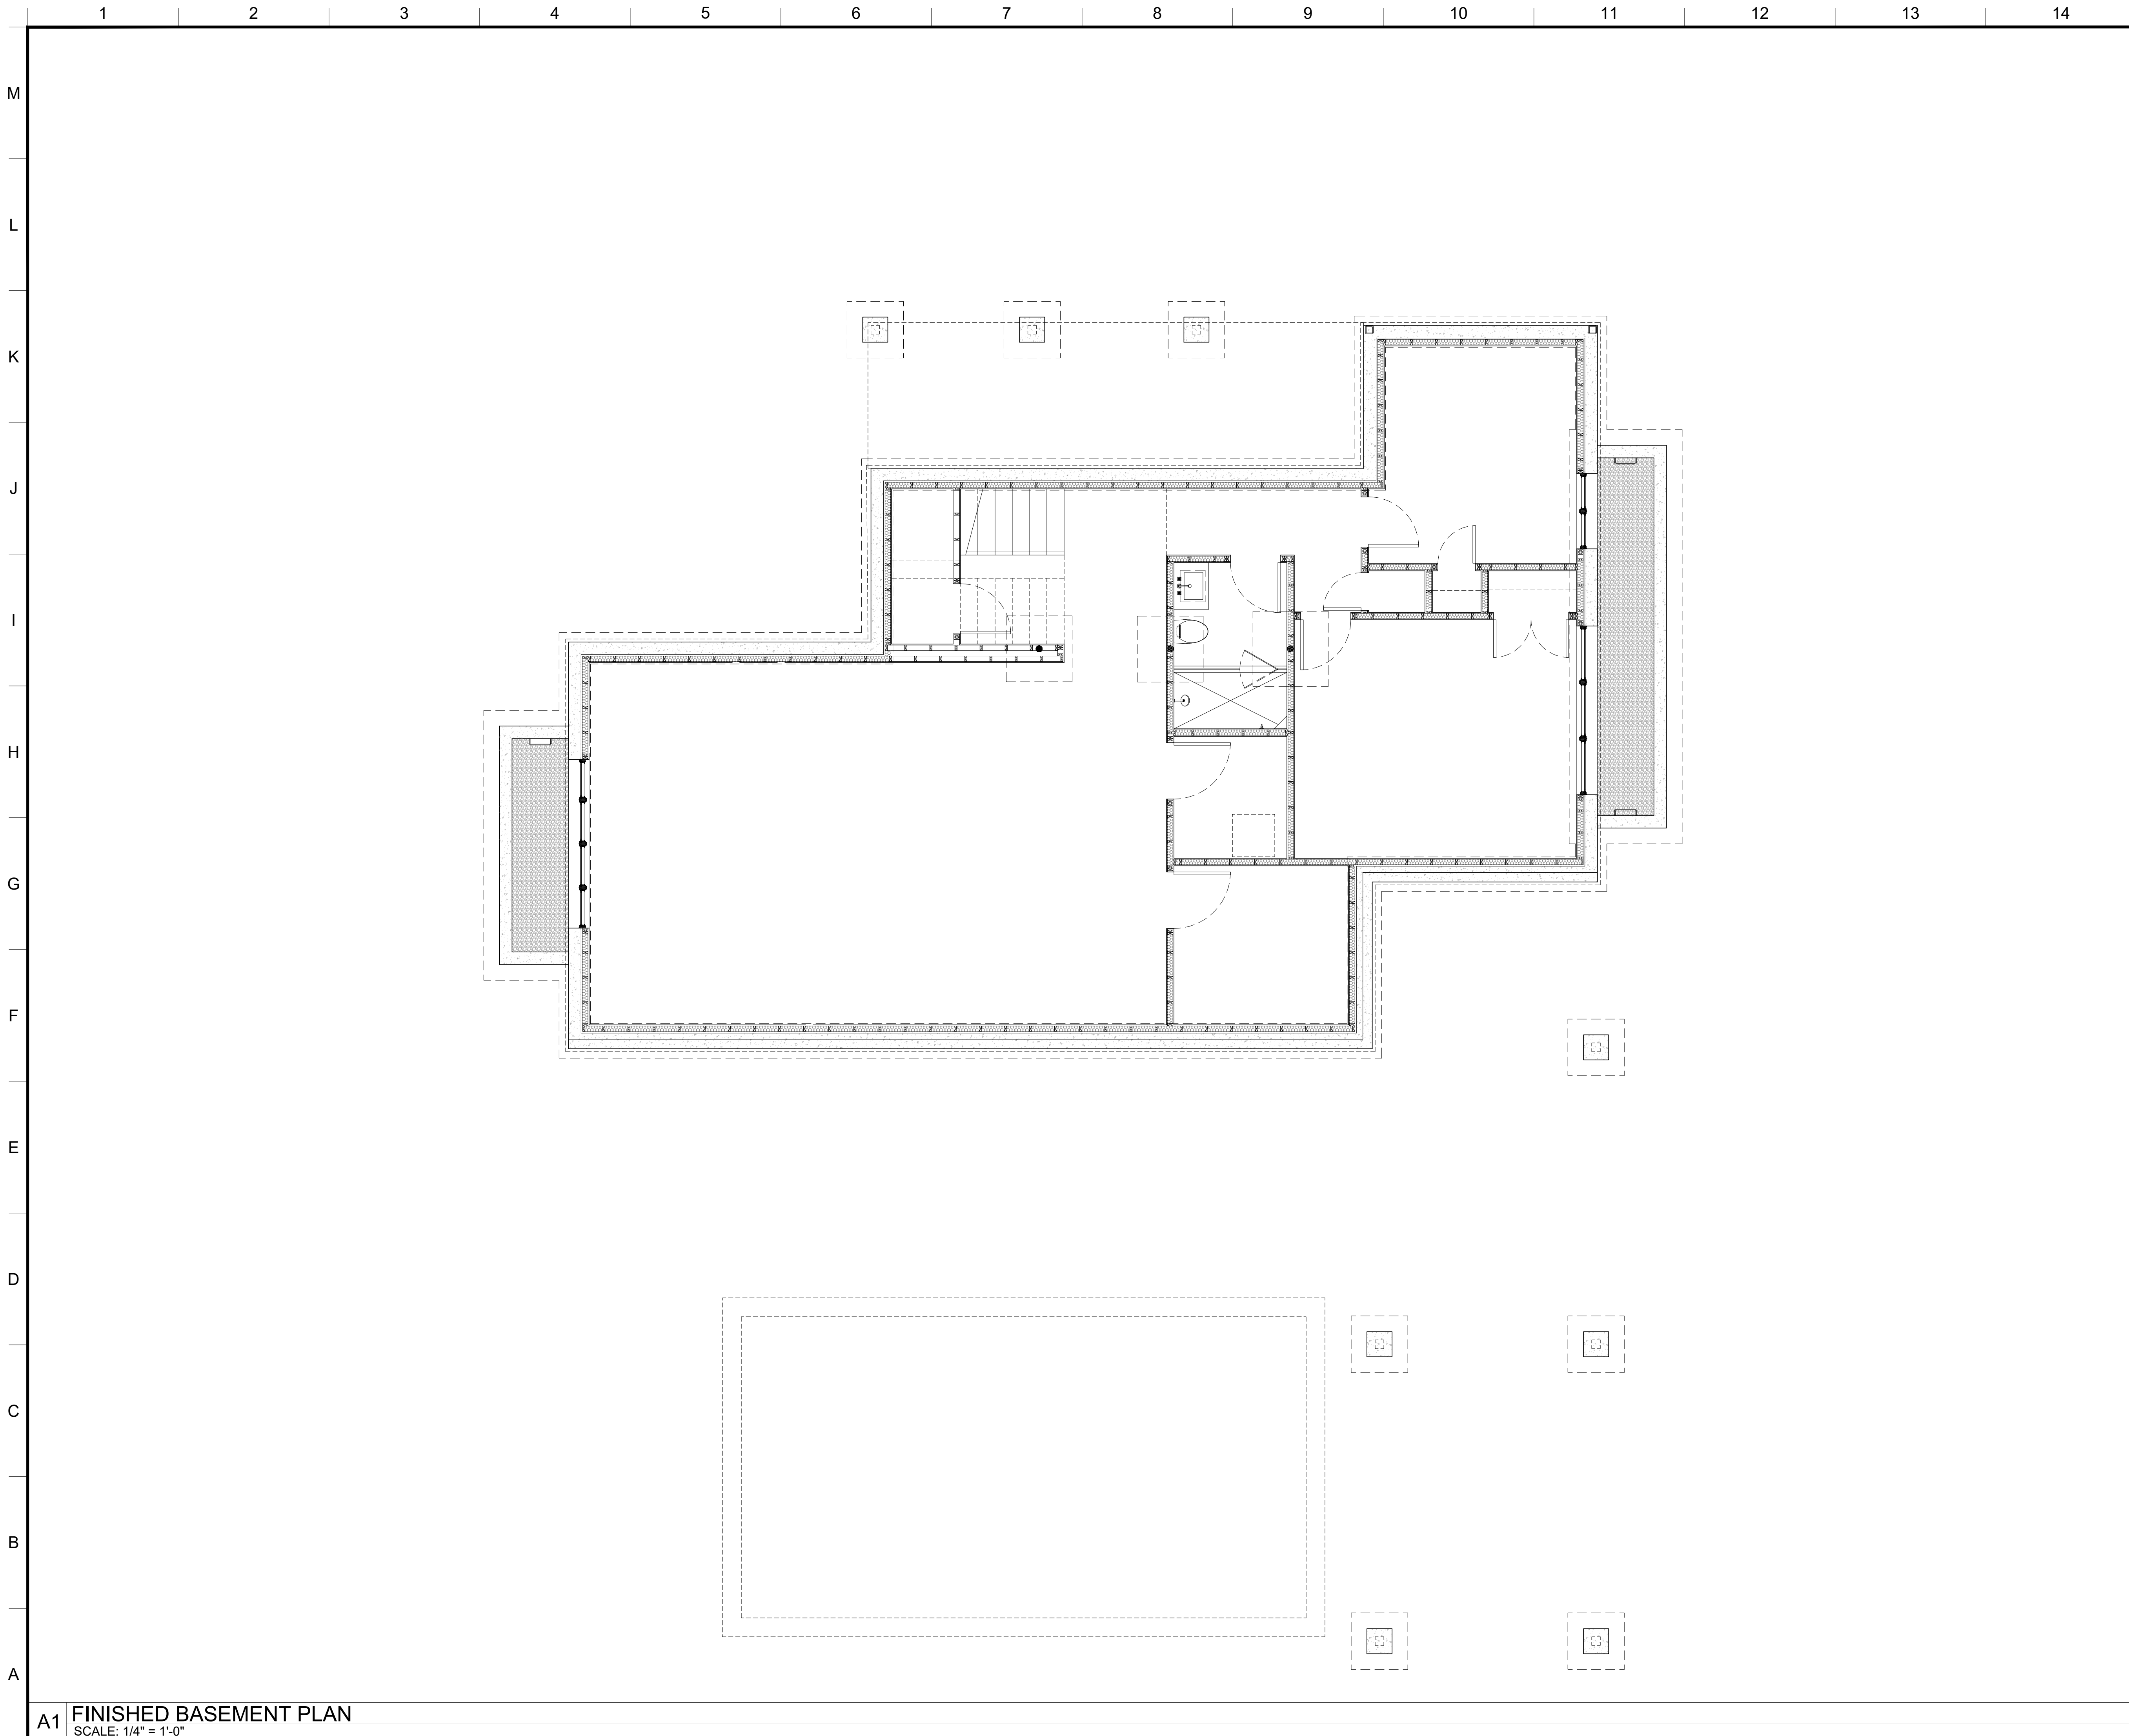 1 2 3 4 5 6 7 8 9 10 11 12 13 14
M
L
K
J
I
H
G
F
E
D
C
B
A
A1 FINISHED BASEMENT PLAN
SCALE: 1/4" = 1'-0"